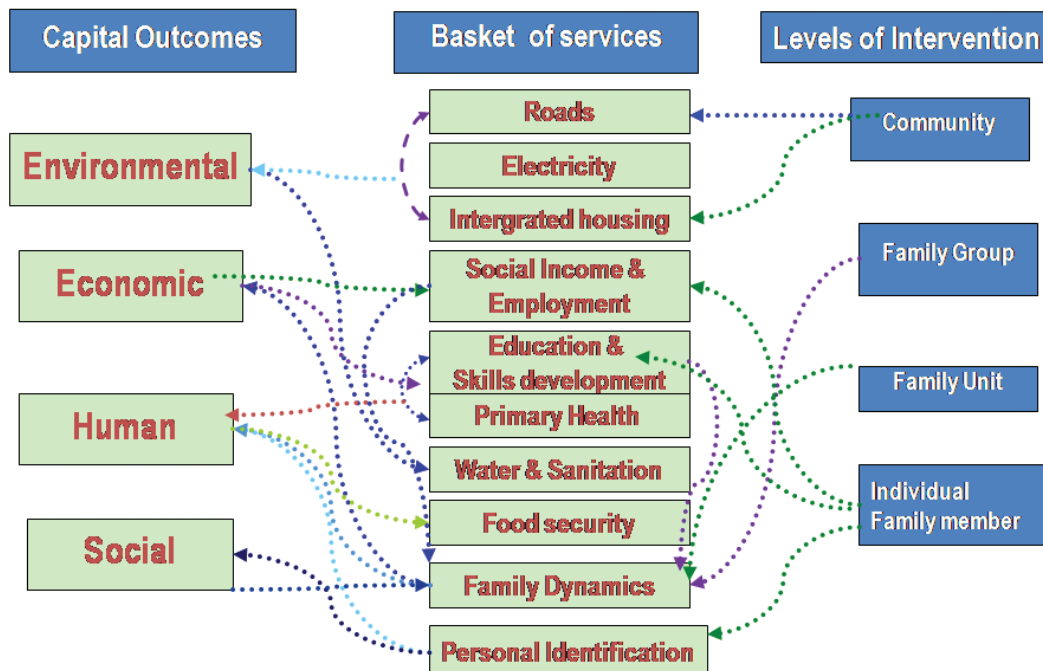 Capital Outcomes
Basket of services
Levels of Intervention
Environmental
Economic
Human
Social
Roads
Electricity
Intergrated housing
Social Income &
Employment
Education &
Skills development
Primary Health
Water & Sanitation
Food security
Family Dynamics
Personal Identification
Community
Family Group
Family Unit
Individual
Family member